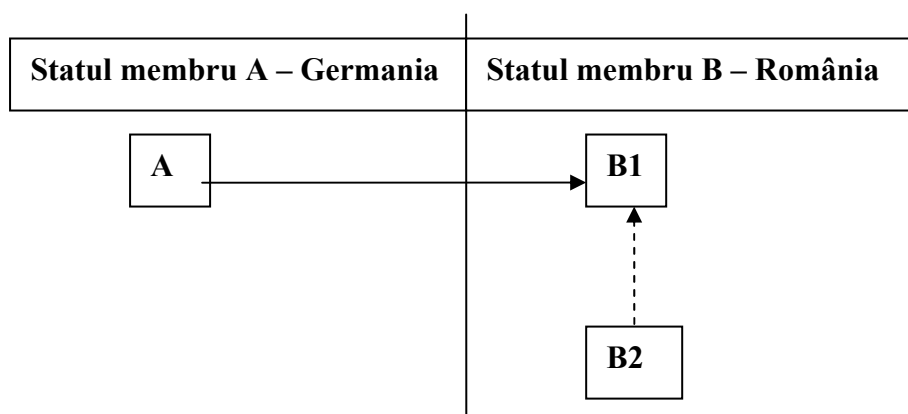 Statul membru A – Germania
Statul membru B – România
A
B1
B2